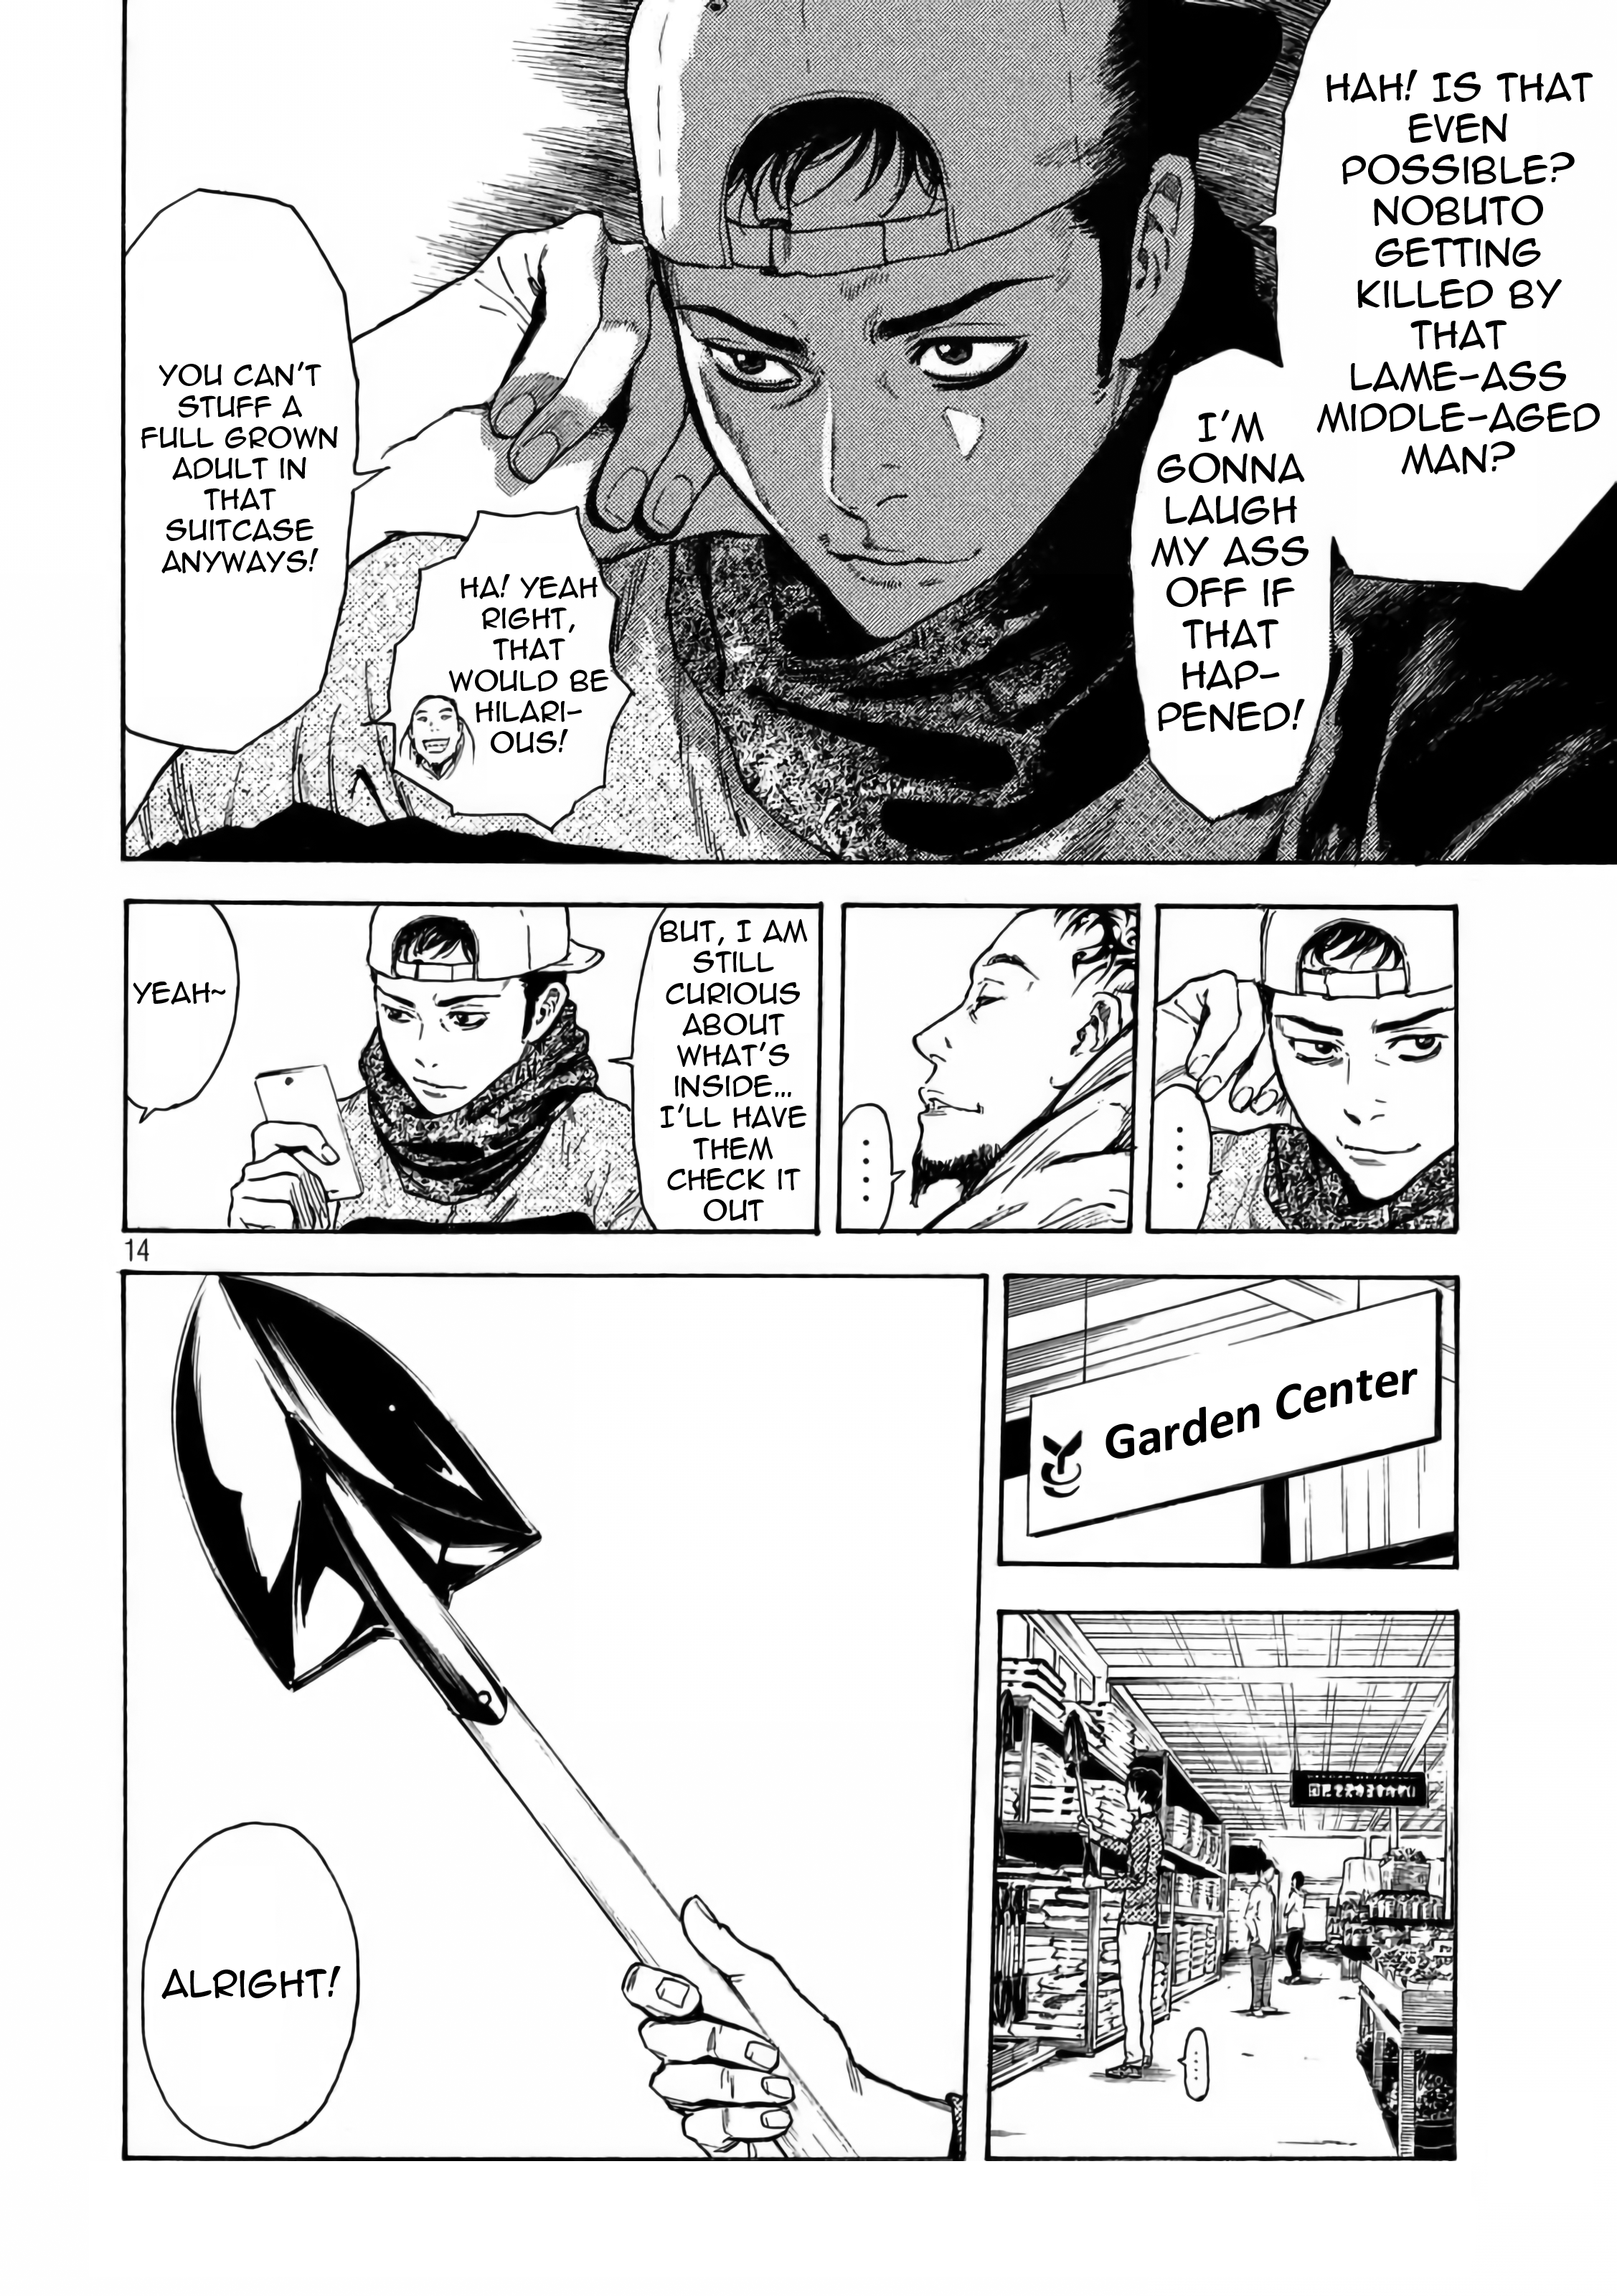 HAH! IS THAT
EVEN
POSSIBLE?
NOBUTO
GETTING
KILLED BY
THAT
LAME-ASS
MIDDLE-AGED
MAN?
I'M
GONNA
LAUGH
MY ASS
OFF IF
THAT
HAP-
PENED!
HA! YEAH
RIGHT,
THAT
WOULD BE
HILARI-
OUS!
YOU CAN'T
STUFF A
FULL GROWN
ADULT IN
THAT
SUITCASE
ANYWAYS!
....
....
BUT, I AM
STILL
CURIOUS
ABOUT
WHAT'S
INSIDE...
I'LL HAVE
THEM
CHECK IT
OUT
YEAH~
14
Garden Center
....
ALRIGHT!